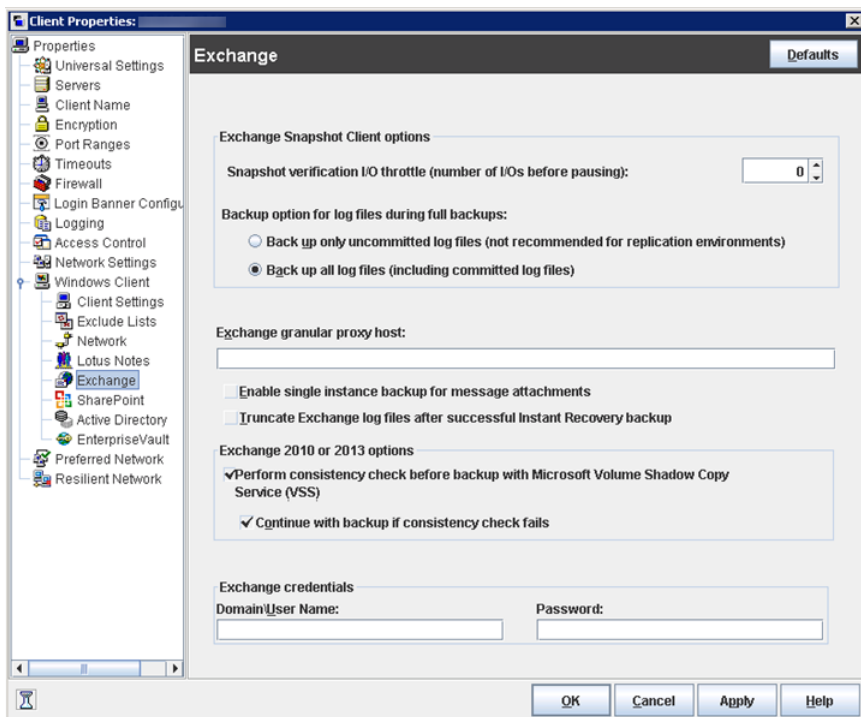 Client Properties:
Properties
Universal Settings
Servers
Client Name
Encryption
Port Ranges
Timeouts
Firewall
Login Banner Configu
Logging
Access Control
Network Settings
Windows Client
Client Settings
Exclude Lists
Network
Lotus Notes
Exchange
SharePoint
Active Directory
EnterpriseVault
Preferred Network
Resilient Network
Exchange
Defaults
Exchange Snapshot Client options
Snapshot verification I/O throttle (number of I/Os before pausing):
0
Backup option for log files during full backups:
Back up only uncommitted log files (not recommended for replication environments)
Back up all log files (including committed log files)
Exchange granular proxy host:
Enable single instance backup for message attachments
Truncate Exchange log files after successful Instant Recovery backup
Exchange 2010 or 2013 options
Perform consistency check before backup with Microsoft Volume Shadow Copy
Service (VSS)
Continue with backup if consistency check fails
Exchange credentials
Domain\User Name:
Password:
OK
Cancel
Apply
Help